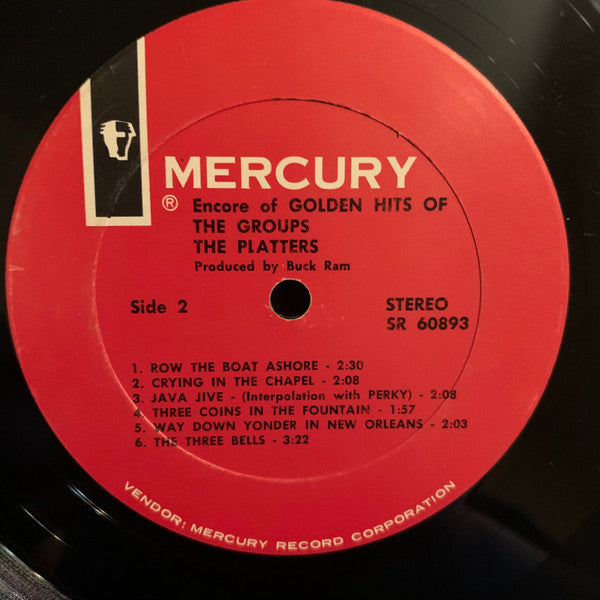 MERCURY
® Encore of GOLDEN HITS OF
THE GROUPS
THE PLATTERS
Produced by Buck Ram
Side 2
STEREO
SR 60893
1. ROW THE BOAT ASHORE - 2:30
2. CRYING IN THE CHAPEL - 2:08
3. JAVA JIVE - (Interpolation with PERKY) - 2:08
4. THREE COINS IN THE FOUNTAIN - 1:57
5. WAY DOWN YONDER IN NEW ORLEANS - 2:03
6. THE THREE BELLS - 3:22
VENDOR: MERCURY RECORD CORPORATION